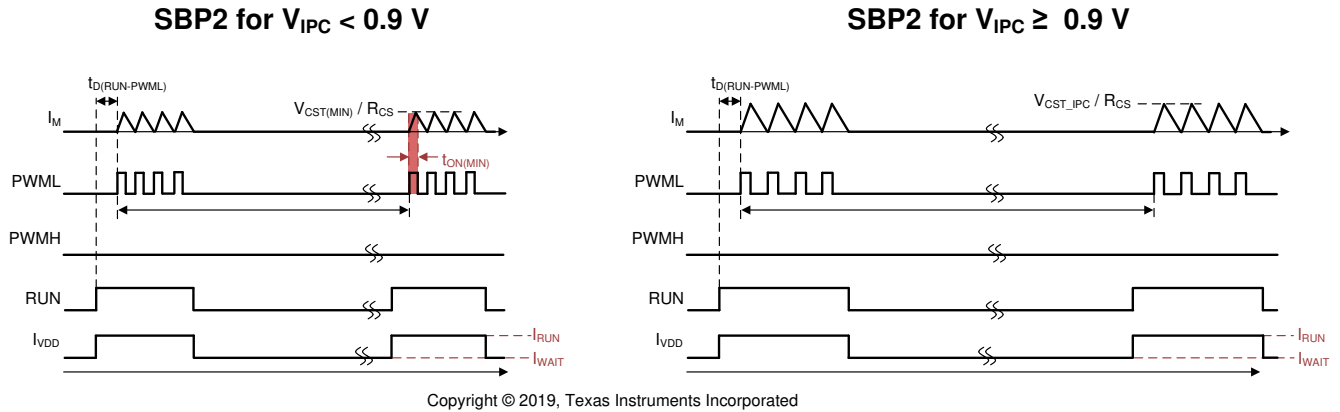 SBP2 for VIPC < 0.9 V
SBP2 for VIPC ≥ 0.9 V
tD(RUN-PWML)
VCST(MIN) / RCS
IM
tON(MIN)
PWML
PWMH
RUN
IVDD
IRUN
IWAIT
tD(RUN-PWML)
VCST_IPC / RCS
IM
PWML
PWMH
RUN
IVDD
IRUN
IWAIT
Copyright © 2019, Texas Instruments Incorporated